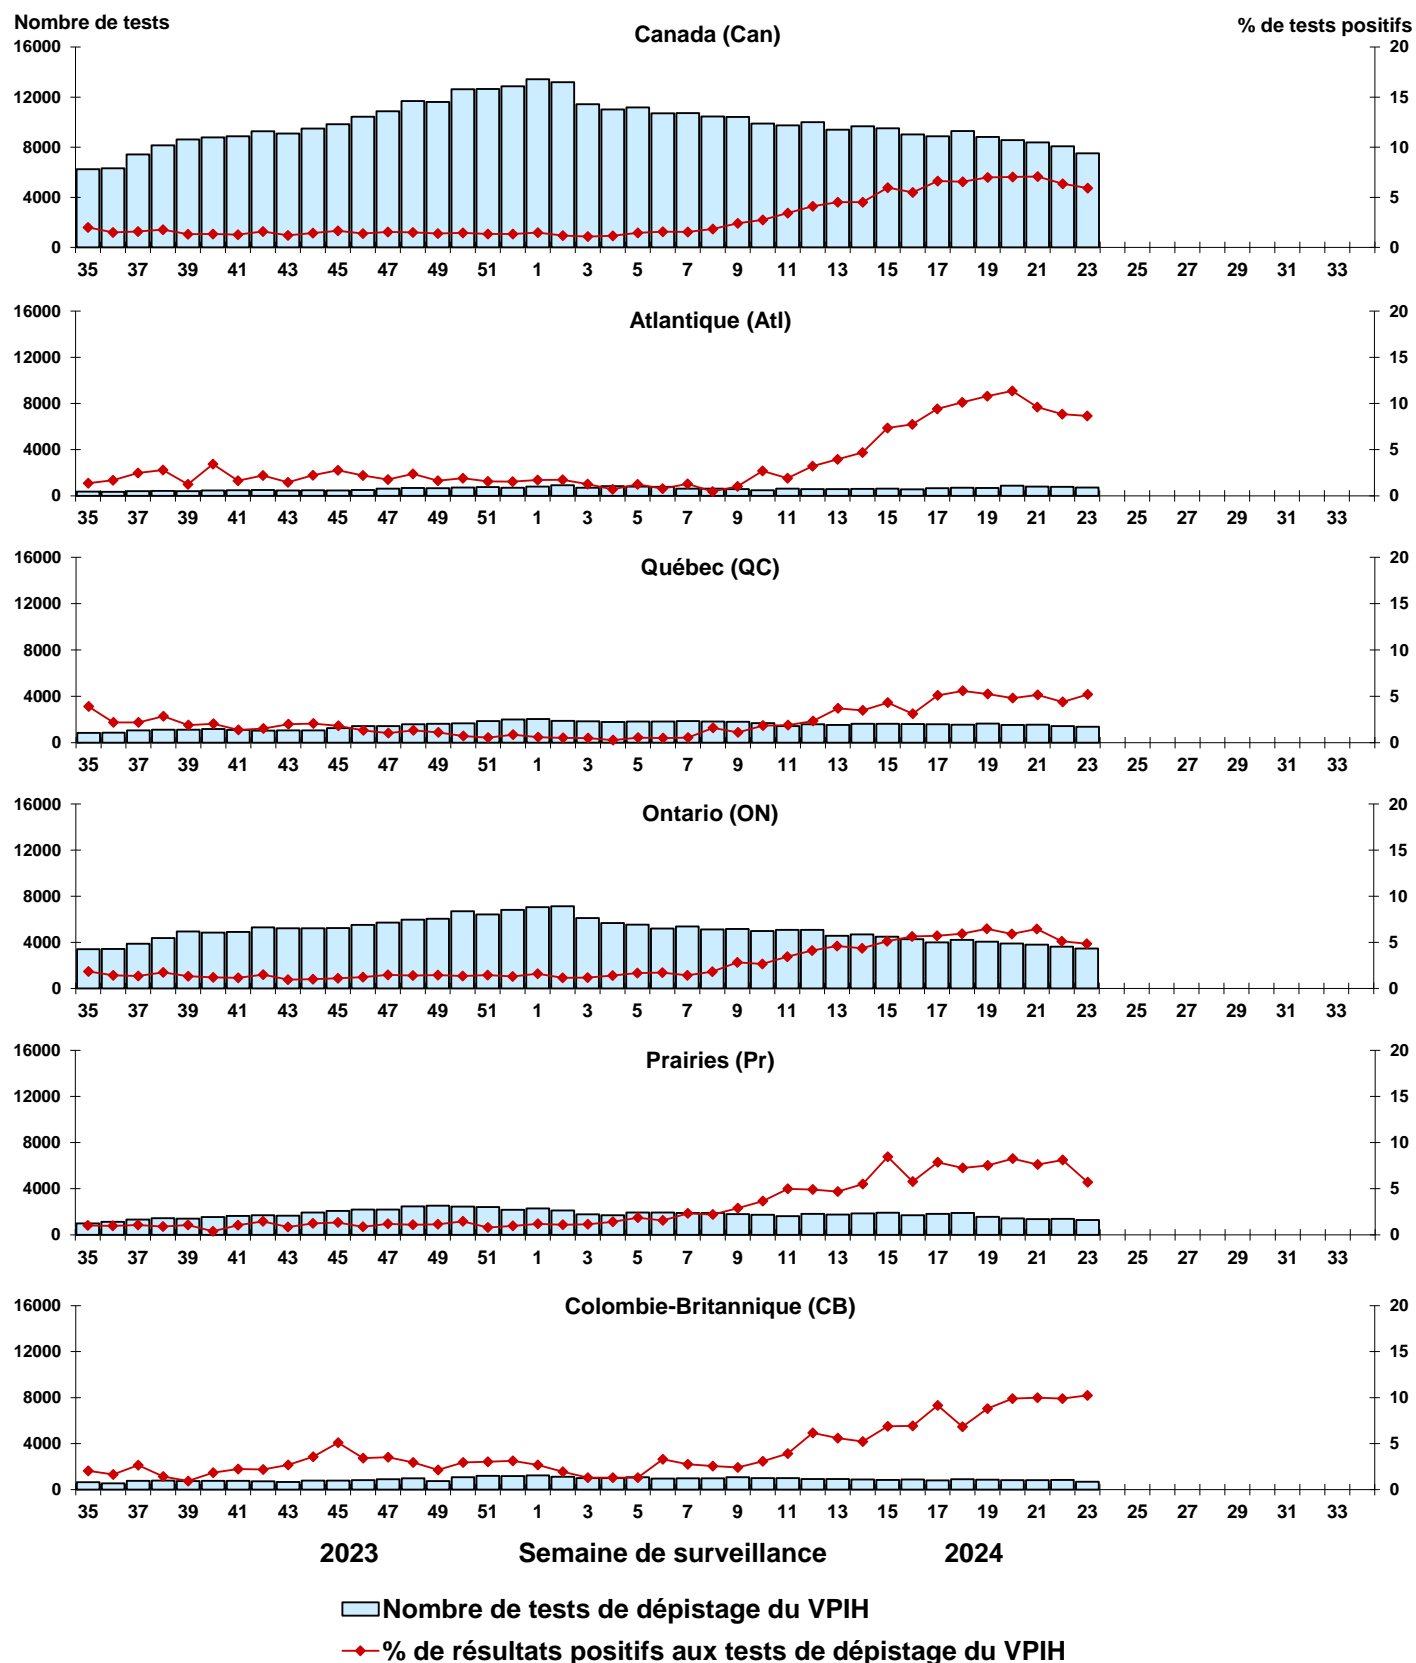 Nombre de tests
Canada (Can)
% de tests positifs
16000 20
12000 15
8000 10
4000 5
0 0
35 37 39 41 43 45 47 49 51 1 3 5 7 9 11 13 15 17 19 21 23 25 27 29 31 33
Atlantique (Atl)
16000 20
12000 15
8000 10
4000 5
0 0
35 37 39 41 43 45 47 49 51 1 3 5 7 9 11 13 15 17 19 21 23 25 27 29 31 33
Québec (QC)
16000 20
12000 15
8000 10
4000 5
0 0
35 37 39 41 43 45 47 49 51 1 3 5 7 9 11 13 15 17 19 21 23 25 27 29 31 33
Ontario (ON)
16000 20
12000 15
8000 10
4000 5
0 0
35 37 39 41 43 45 47 49 51 1 3 5 7 9 11 13 15 17 19 21 23 25 27 29 31 33
Prairies (Pr)
16000 20
12000 15
8000 10
4000 5
0 0
35 37 39 41 43 45 47 49 51 1 3 5 7 9 11 13 15 17 19 21 23 25 27 29 31 33
Colombie-Britannique (CB)
16000 20
12000 15
8000 10
4000 5
0 0
35 37 39 41 43 45 47 49 51 1 3 5 7 9 11 13 15 17 19 21 23 25 27 29 31 33
2023 Semaine de surveillance 2024
Nombre de tests de dépistage du VPIH
% de résultats positifs aux tests de dépistage du VPIH